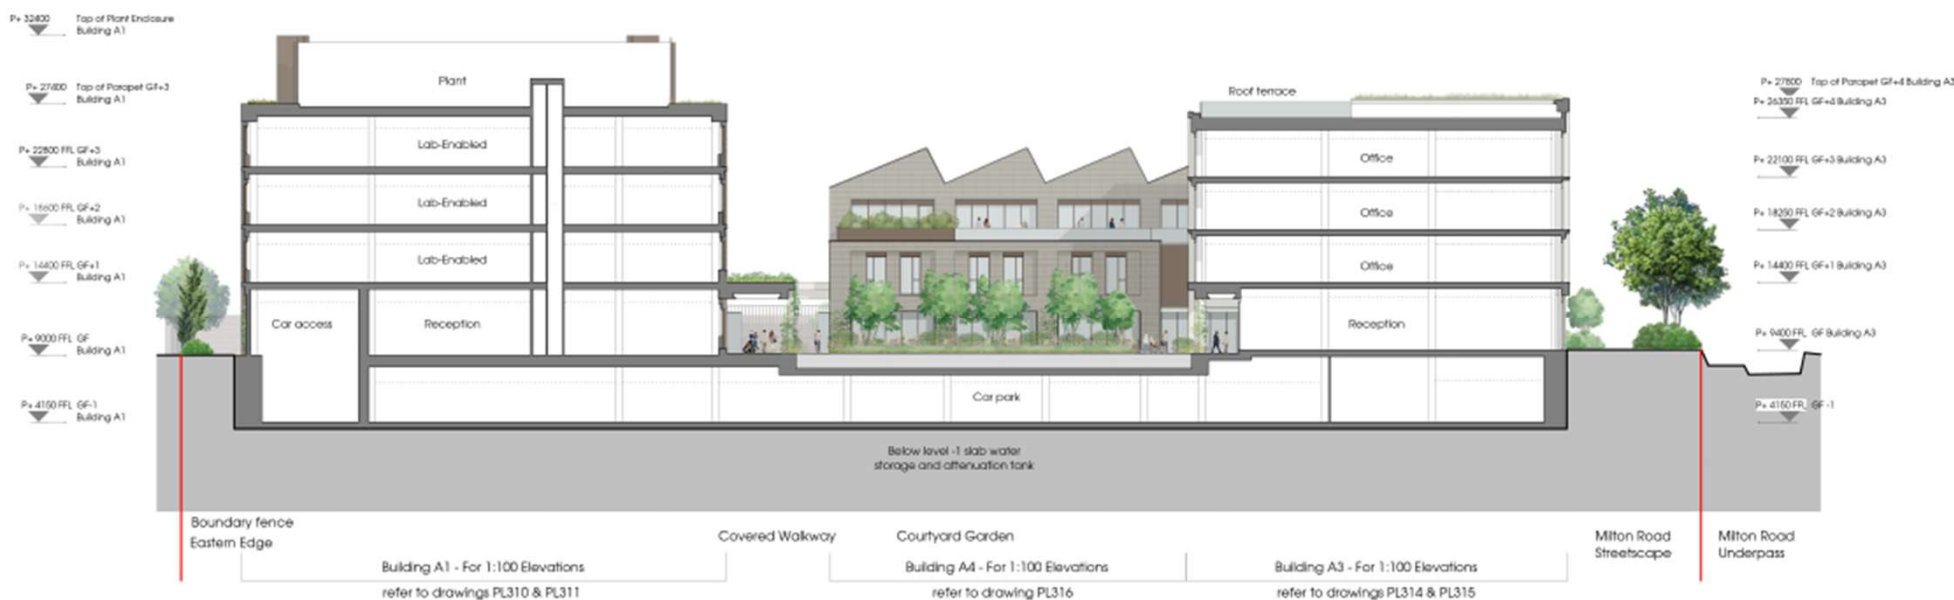 P+ 32400 Top of Plant Enclosure
Building A1
P+ 27400 Top of Parapet GF+3
Building A1
P+ 22800 FFL GF+3
Building A1
P+ 18600 FFL GF+2
Building A1
P+ 14400 FFL GF+1
Building A1
P+ 9000 FFL GF
Building A1
P+ 4150 FFL GF-1
Building A1
Plant
Lab-Enabled
Lab-Enabled
Lab-Enabled
Car access
Reception
Roof terrace
Office
Office
Office
Reception
Car park
Below level -1 slab water
storage and attenuation tank
P+ 27800 Top of Parapet GF+4 Building A3
P+ 26350 FFL GF+4 Building A3
P+ 22100 FFL GF+3 Building A3
P+ 18250 FFL GF+2 Building A3
P+ 14400 FFL GF+1 Building A3
P+ 9400 FFL GF Building A3
P+ 4150 FFL GF -1
Boundary fence
Eastern Edge
Covered Walkway
Courtyard Garden
Milton Road
Streetscape
Milton Road
Underpass
Building A1 - For 1:100 Elevations
refer to drawings PL310 & PL311
Building A4 - For 1:100 Elevations
refer to drawing PL316
Building A3 - For 1:100 Elevations
refer to drawings PL314 & PL315